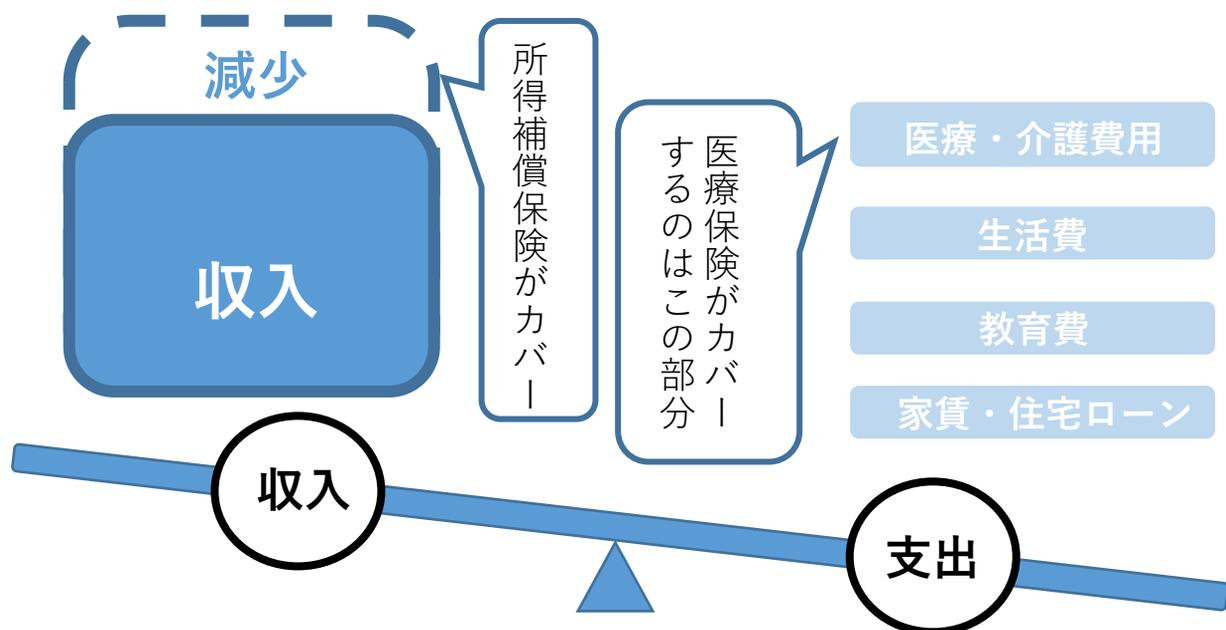 減少
収入
所得補償保険がカバー
医療保険がカバー
するのはこの部分
医療・介護費用
生活費
教育費
家賃・住宅ローン
収入
支出